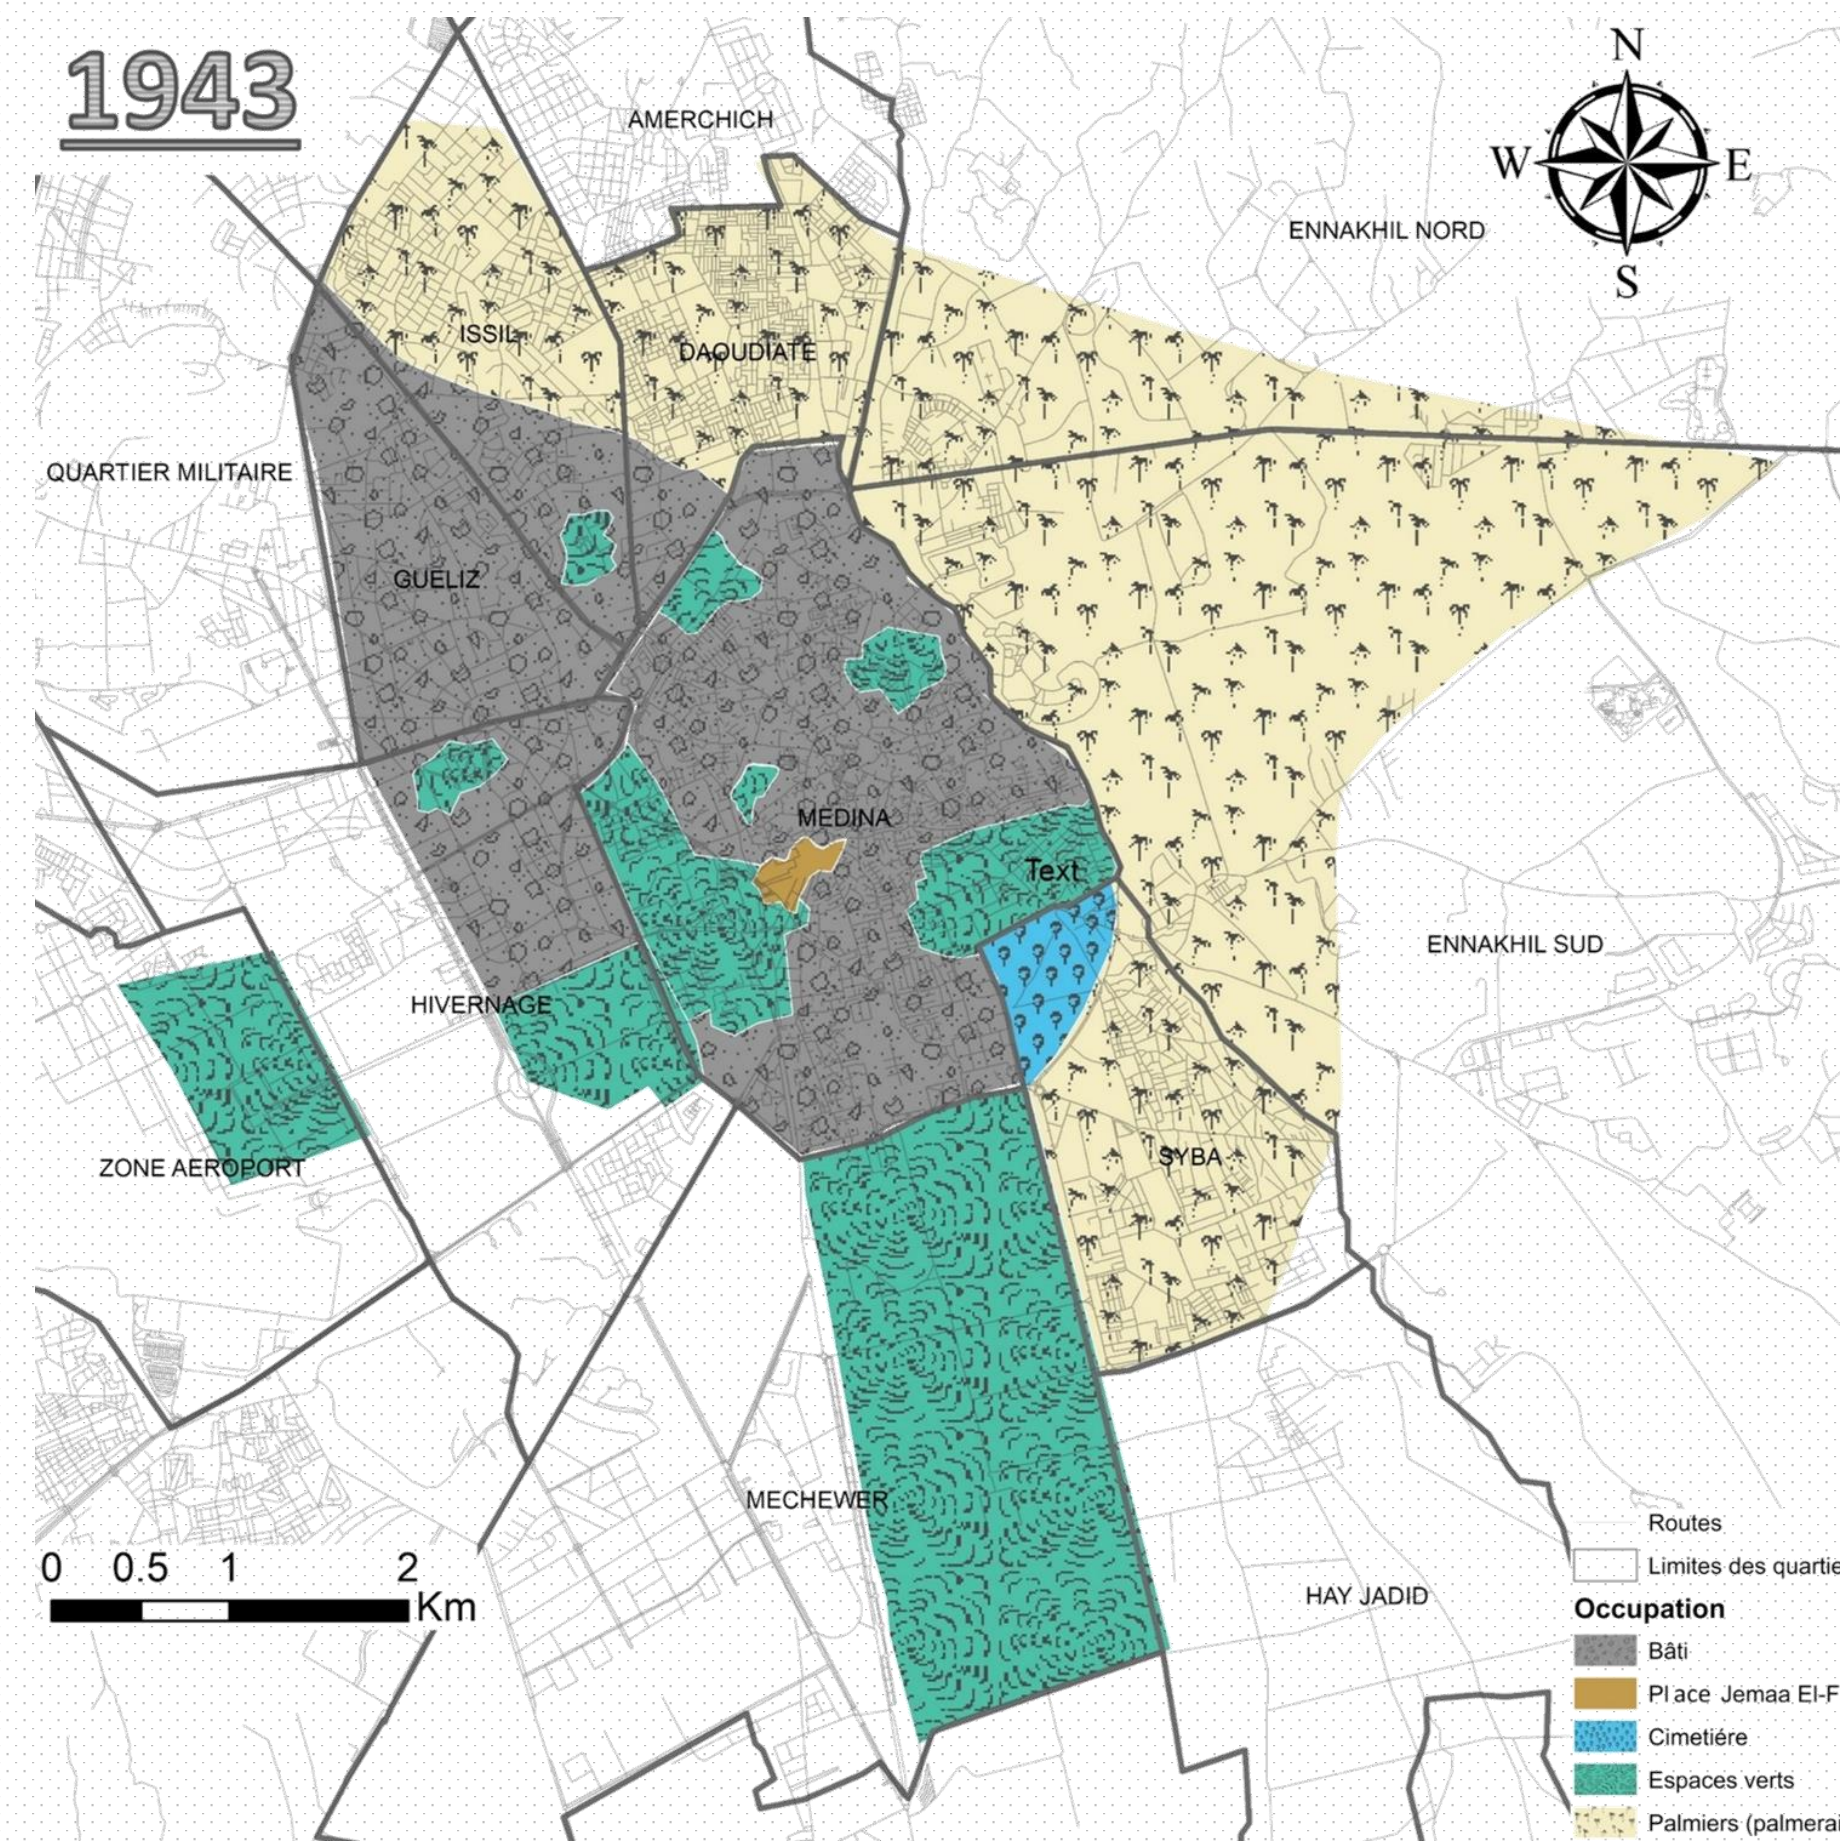 1943
N
W
E
S
AMERCHICH
ENNAKHIL NORD
ISSIL
DAOUDIATE
QUARTIER MILITAIRE
GUELIZ
MEDINA
Text
ENNAKHIL SUD
HIVERNAGE
ZONE AEROPORT
SYBA
MECHEWER
HAY JADID
0 0.5 1 2
Km
Routes
Limites des quartie
Occupation
Bâti
Place Jemaa El-F
Cimetiére
Espaces verts
Palmiers (palmerai